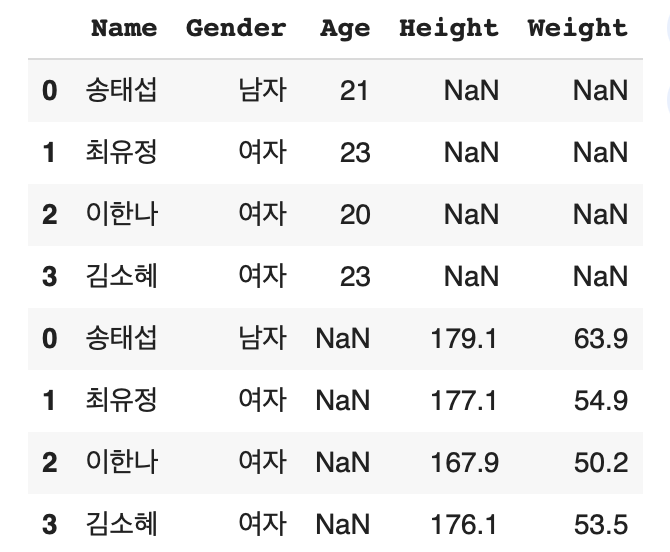 Name Gender Age Height Weight
0 송태섭 남자 21 NaN NaN
1 최유정 여자 23 NaN NaN
2 이한나 여자 20 NaN NaN
3 김소혜 여자 23 NaN NaN
0 송태섭 남자 NaN 179.1 63.9
1 최유정 여자 NaN 177.1 54.9
2 이한나 여자 NaN 167.9 50.2
3 김소혜 여자 NaN 176.1 53.5